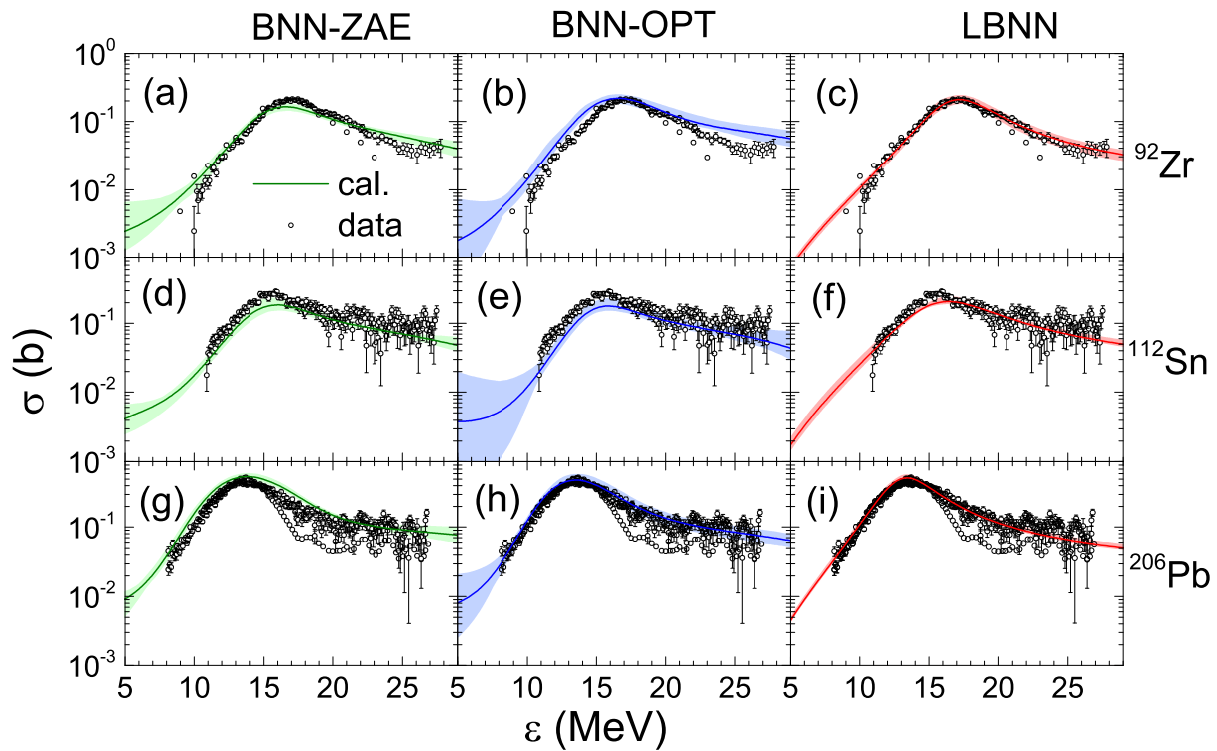 BNN-ZAE BNN-OPT LBNN
10⁰
(a) (b) (c)
10⁻¹
⁹²Zr
10⁻²
cal.
data
10⁻³
(d) (e) (f)
10⁻¹
¹¹²Sn
σ (b)
10⁻²
10⁻³
(g) (h) (i)
10⁻¹
²⁰⁶Pb
10⁻²
10⁻³
5 10 15 20 25 5 10 15 20 25 5 10 15 20 25
ε (MeV)